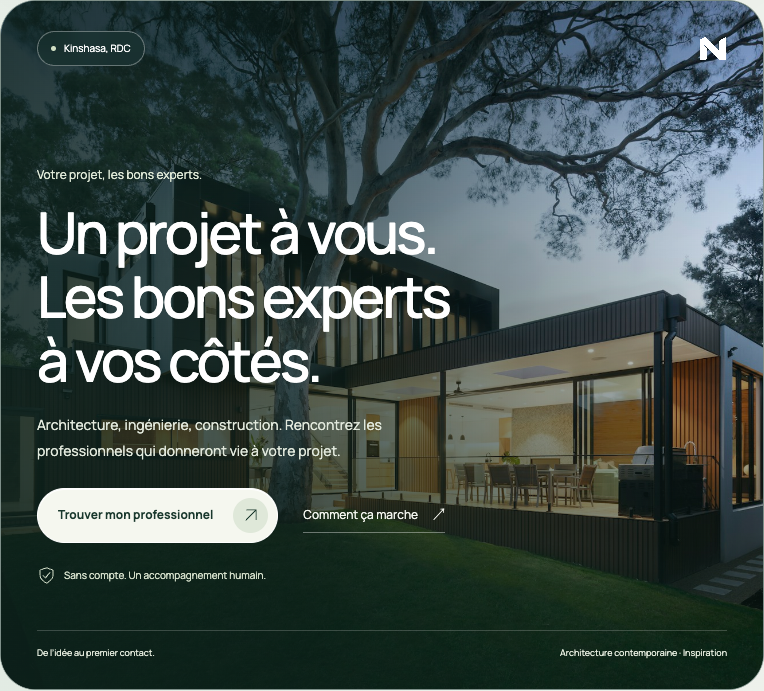 Kinshasa, RDC
N
Votre projet, les bons experts.
Un projet à vous.
Les bons experts
à vos côtés.
Architecture, ingénierie, construction. Rencontrez les
professionnels qui donneront vie à votre projet.
Trouver mon professionnel
Comment ça marche
Sans compte. Un accompagnement humain.
De l'idée au premier contact.
Architecture contemporaine · Inspiration